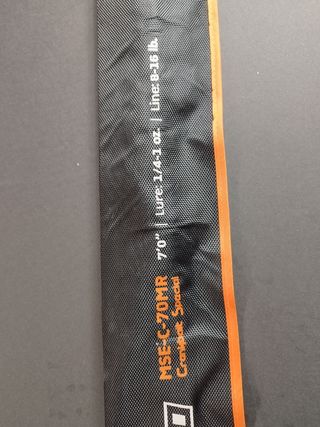 MSE-C-70MR
Crankbait Special
7'0" | Lure: 1/4-1 oz. | Line: 8-16 lb.